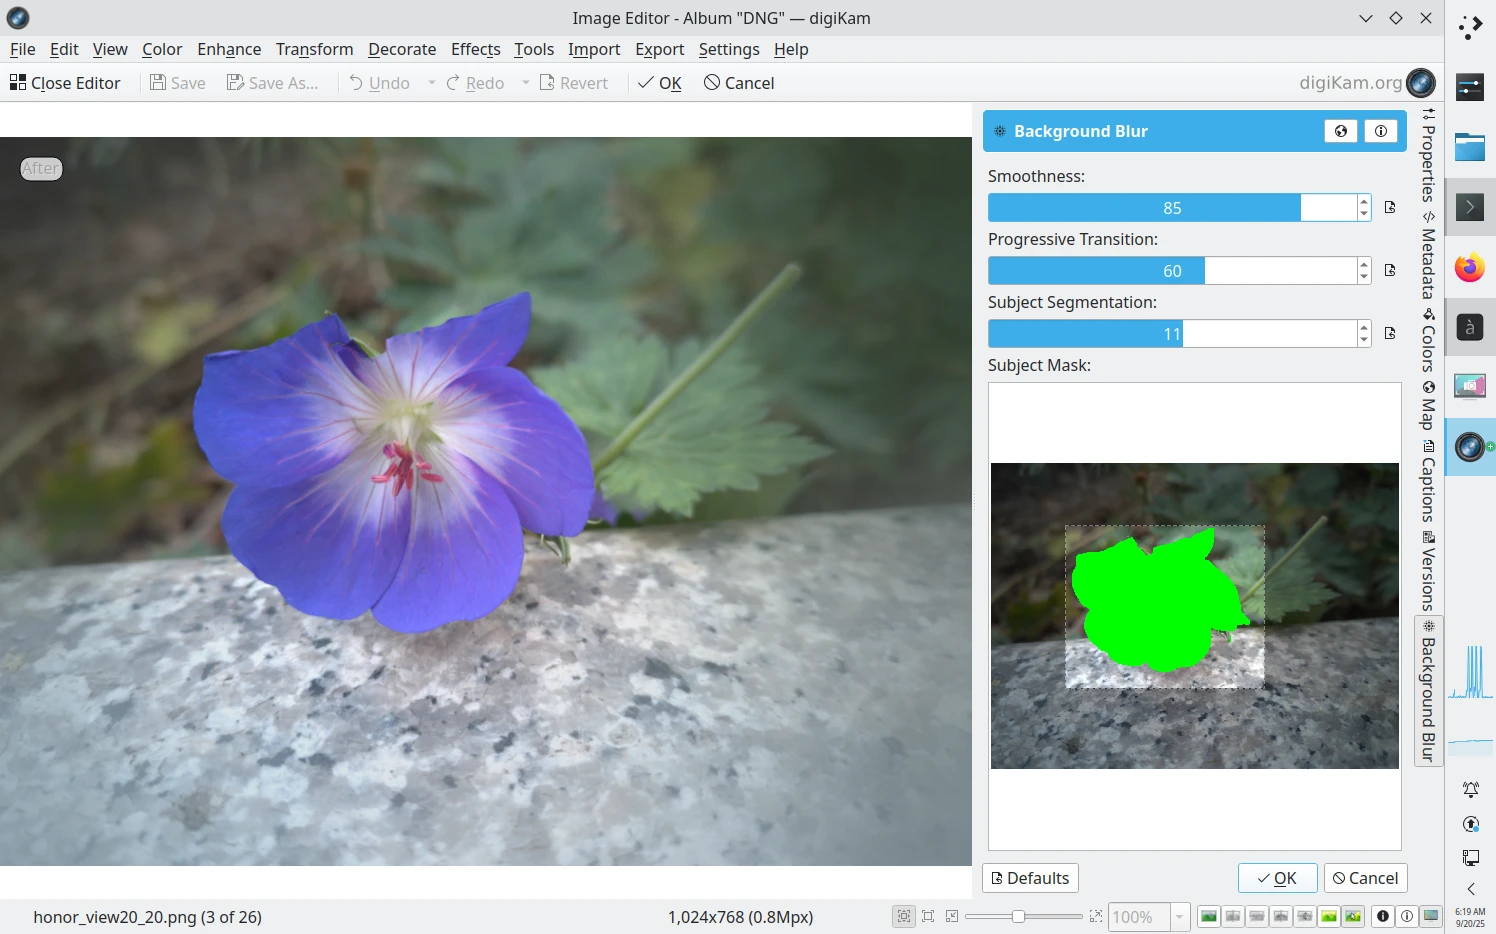 Image Editor - Album "DNG" — digiKam
File Edit View Color Enhance Transform Decorate Effects Tools Import Export Settings Help
Close Editor Save Save As... Undo Redo Revert OK Cancel digiKam.org
After
Background Blur
Smoothness:
85
Progressive Transition:
60
Subject Segmentation:
11
Subject Mask:
Defaults OK Cancel
Properties
Metadata
Colors
Map
Captions
Versions
Background Blur
à
honor_view20_20.png (3 of 26) 1,024x768 (0.8Mpx) 100%
6:19 AM
9/20/25